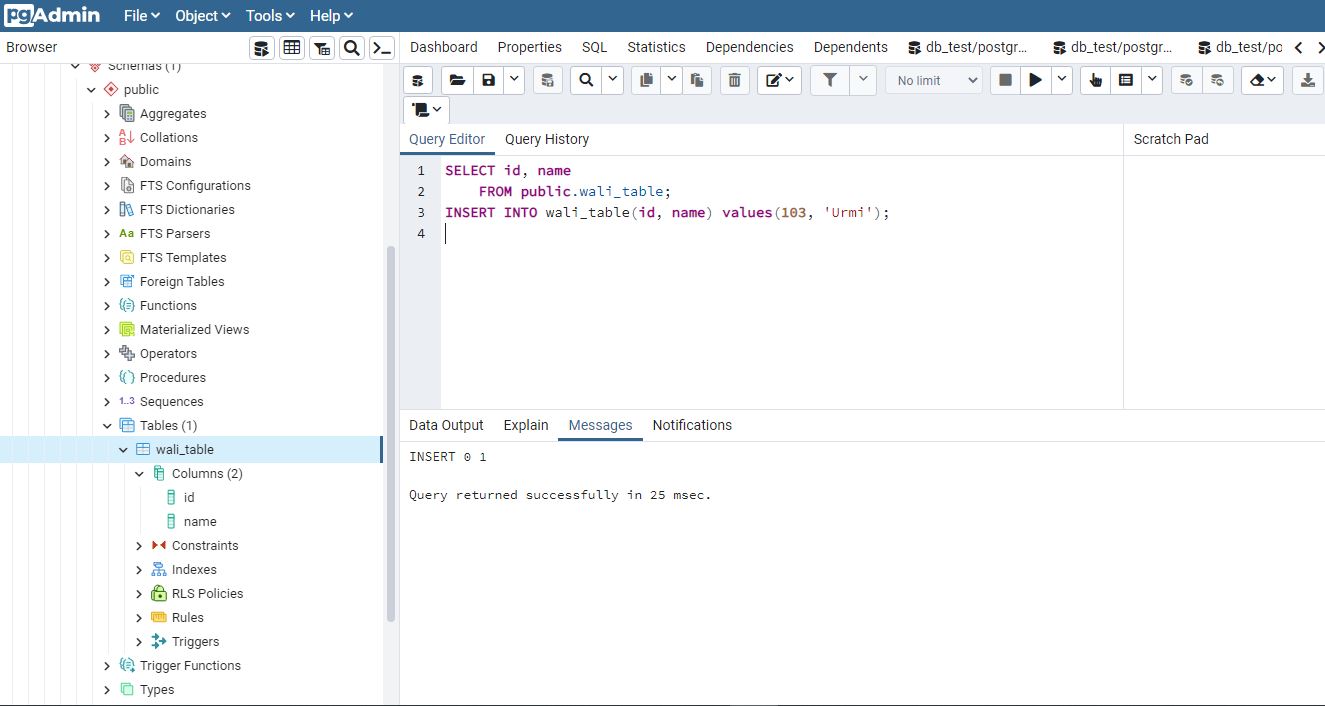 pgAdmin File Object Tools Help
Browser
Dashboard Properties SQL Statistics Dependencies Dependents db_test/postgr... db_test/postgr... db_test/po
Schemas (1)
public
Aggregates
Collations
Domains
FTS Configurations
FTS Dictionaries
Aa FTS Parsers
FTS Templates
Foreign Tables
Functions
Materialized Views
Operators
Procedures
1..3 Sequences
Tables (1)
wali_table
Columns (2)
id
name
Constraints
Indexes
RLS Policies
Rules
Triggers
Trigger Functions
Types
No limit
Query Editor Query History
Scratch Pad
1 SELECT id, name
2 FROM public.wali_table;
3 INSERT INTO wali_table(id, name) values(103, 'Urmi');
4
Data Output Explain Messages Notifications
INSERT 0 1
Query returned successfully in 25 msec.